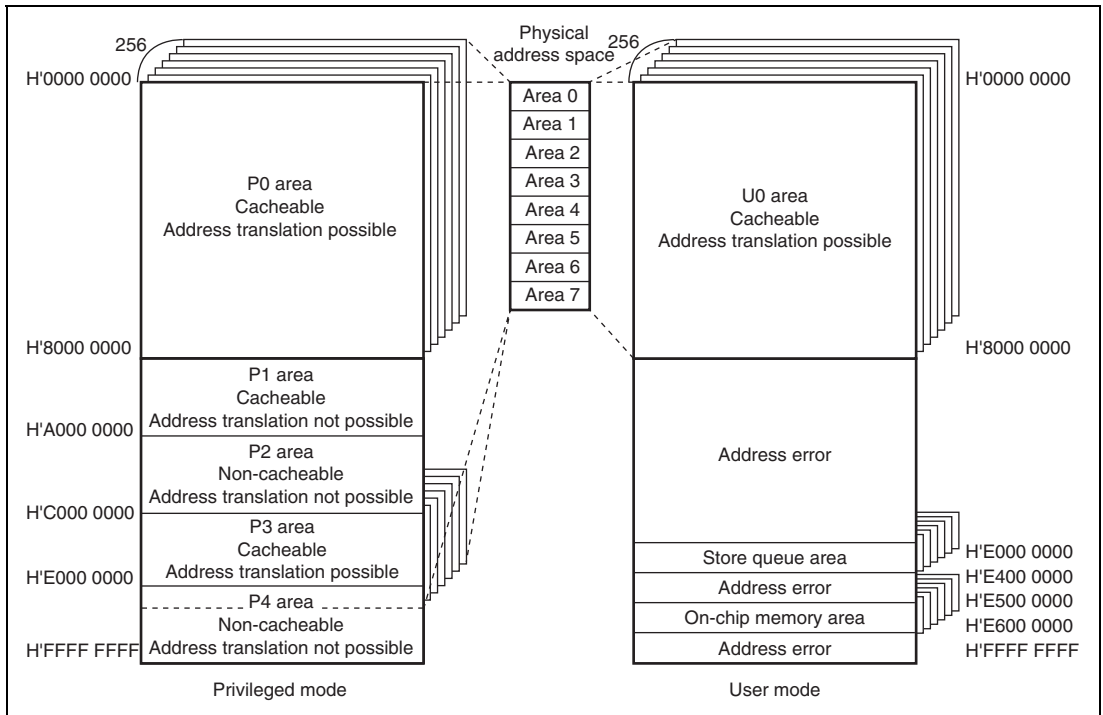 256
H'0000 0000
P0 area
Cacheable
Address translation possible
H'8000 0000
P1 area
Cacheable
Address translation not possible
H'A000 0000
P2 area
Non-cacheable
Address translation not possible
H'C000 0000
P3 area
Cacheable
Address translation possible
H'E000 0000
P4 area
Non-cacheable
Address translation not possible
H'FFFF FFFF
Privileged mode
Physical
address space
Area 0
Area 1
Area 2
Area 3
Area 4
Area 5
Area 6
Area 7
256
H'0000 0000
U0 area
Cacheable
Address translation possible
H'8000 0000
Address error
Store queue area
H'E000 0000
Address error
H'E400 0000
On-chip memory area
H'E500 0000
H'E600 0000
Address error
H'FFFF FFFF
User mode